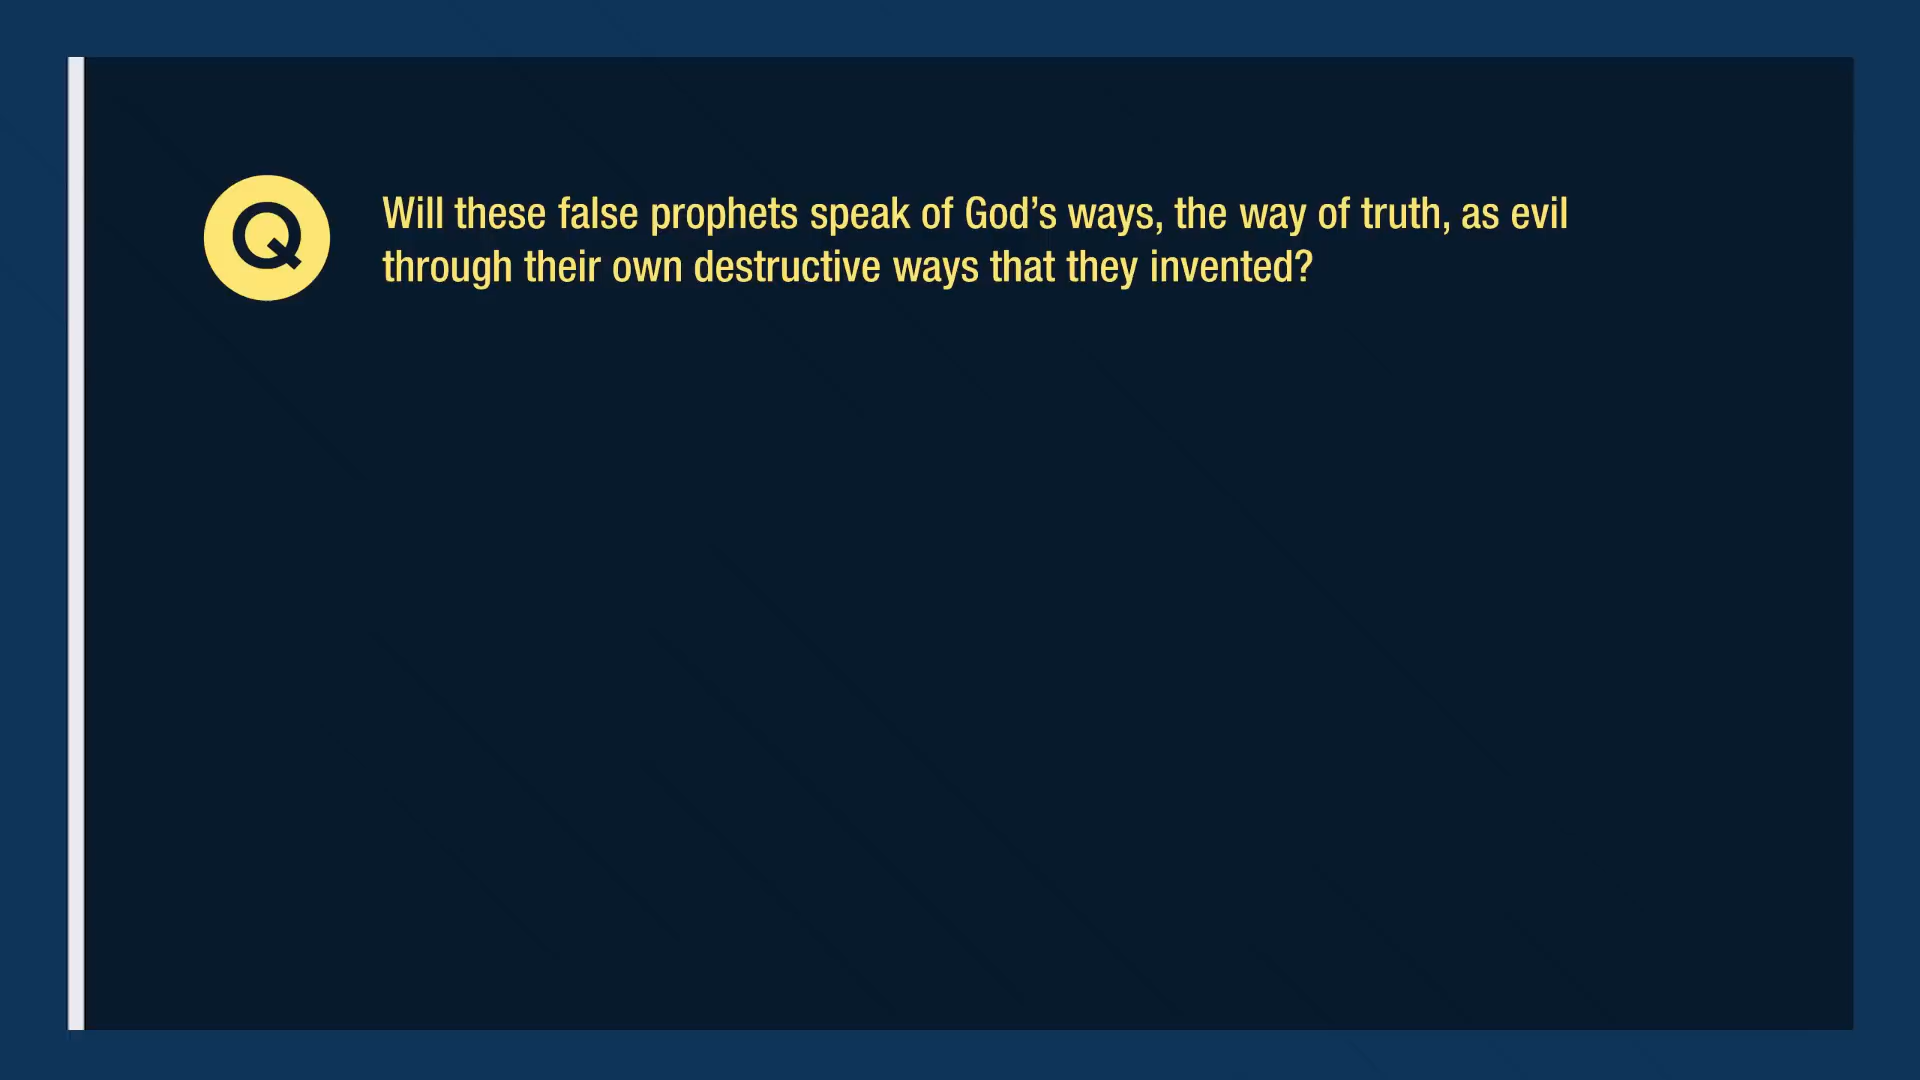 Q
Will these false prophets speak of God’s ways, the way of truth, as evil
through their own destructive ways that they invented?